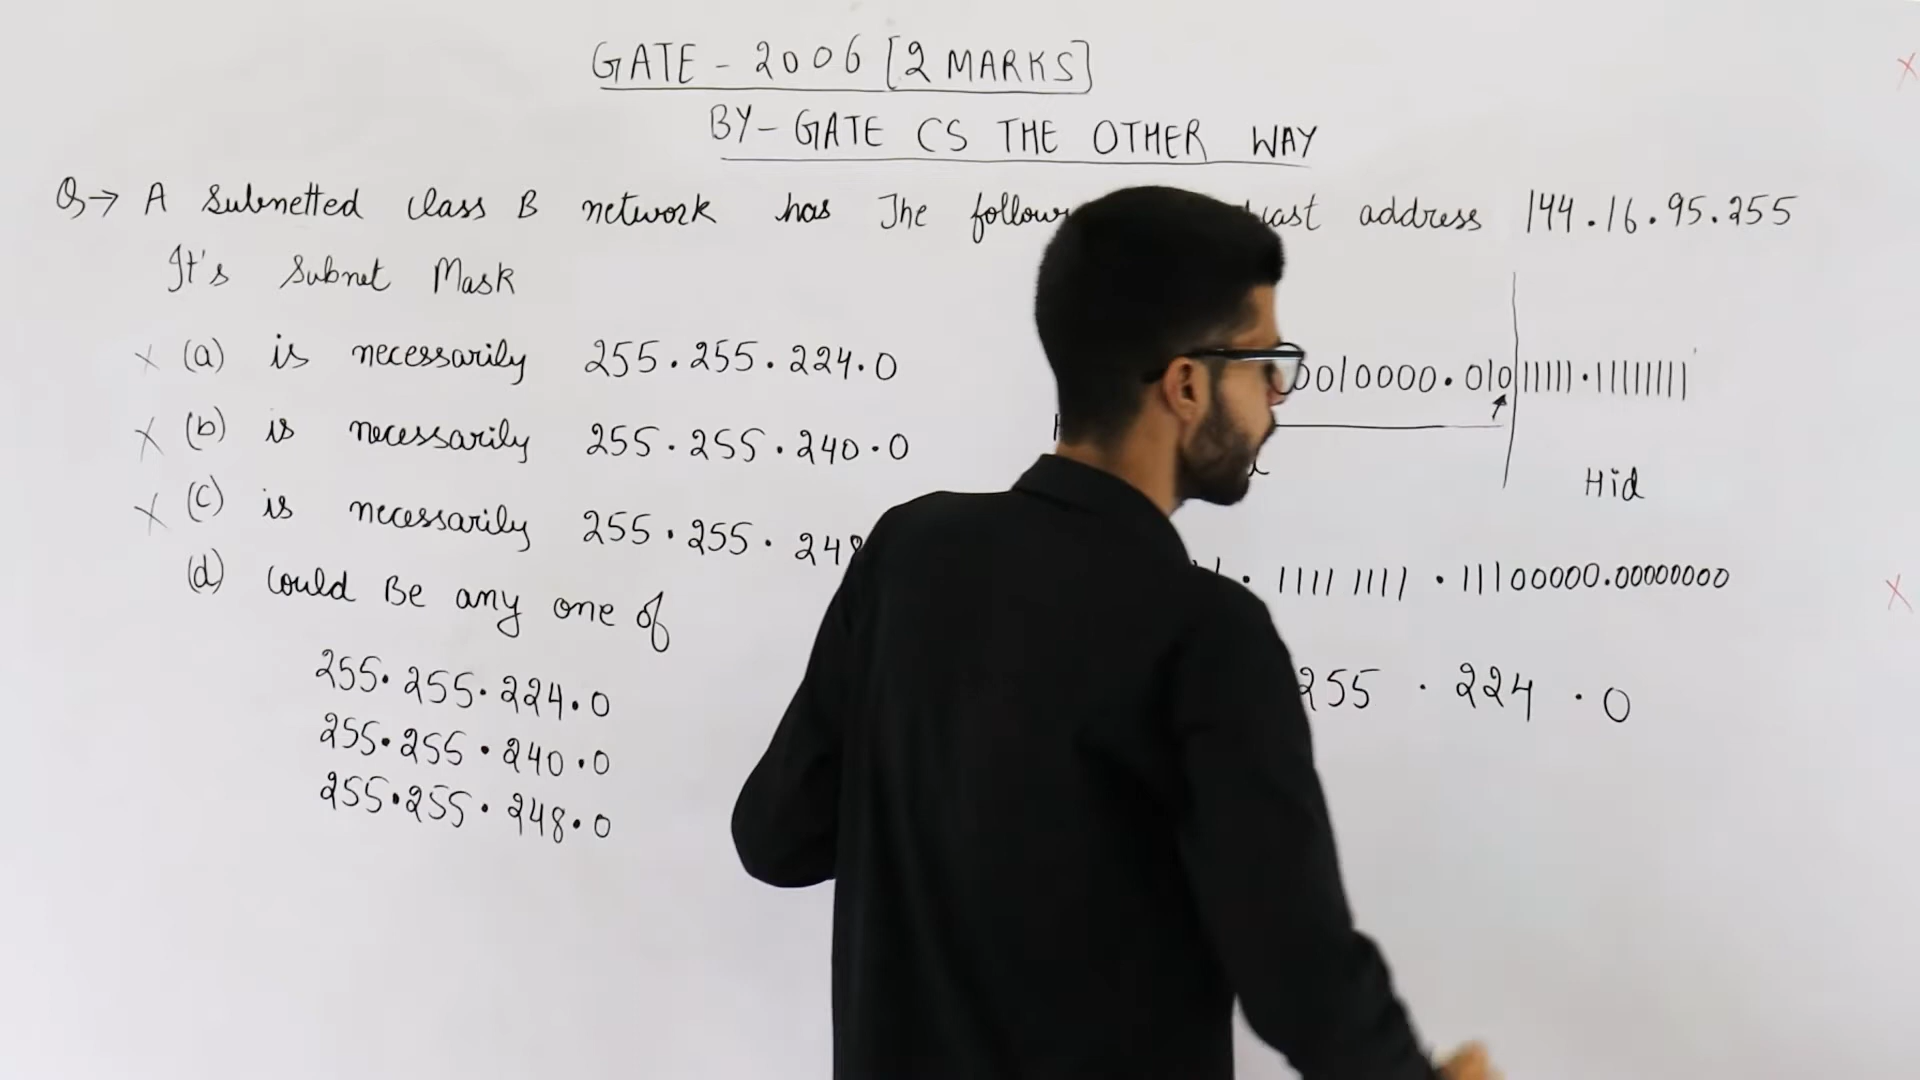 GATE - 2006 [2 MARKS]
BY - GATE CS THE OTHER WAY
Q→ A Subnetted class B network has The follow cast address 144.16.95.255
It's Subnet Mask
(a) is necessarily 255.255.224.0
(b) is necessarily 255.255.240.0
(c) is necessarily 255.255.248
(d) Could Be any one of
255.255.224.0
255.255.240.0
255.255.248.0
0010000.01011111.11111111
Hid
.11111111.11100000.00000000
255.224.0